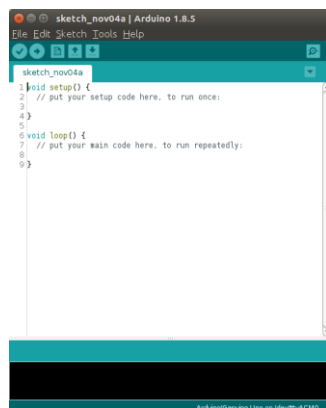 sketch_nov04a | Arduino 1.8.5
File Edit Sketch Tools Help
sketch_nov04a
1 void setup() {
2 // put your setup code here, to run once:
3
4 }
5
6 void loop() {
7 // put your main code here, to run repeatedly:
8
9 }